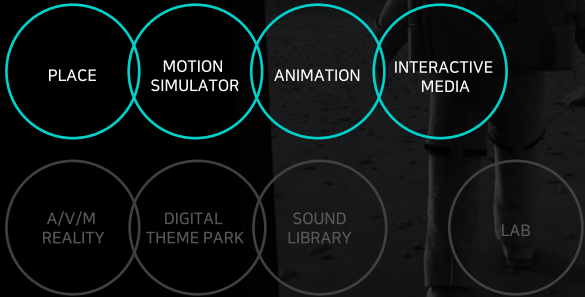 PLACE
MOTION
SIMULATOR
ANIMATION
INTERACTIVE
MEDIA
A/V/M
REALITY
DIGITAL
THEME PARK
SOUND
LIBRARY
LAB